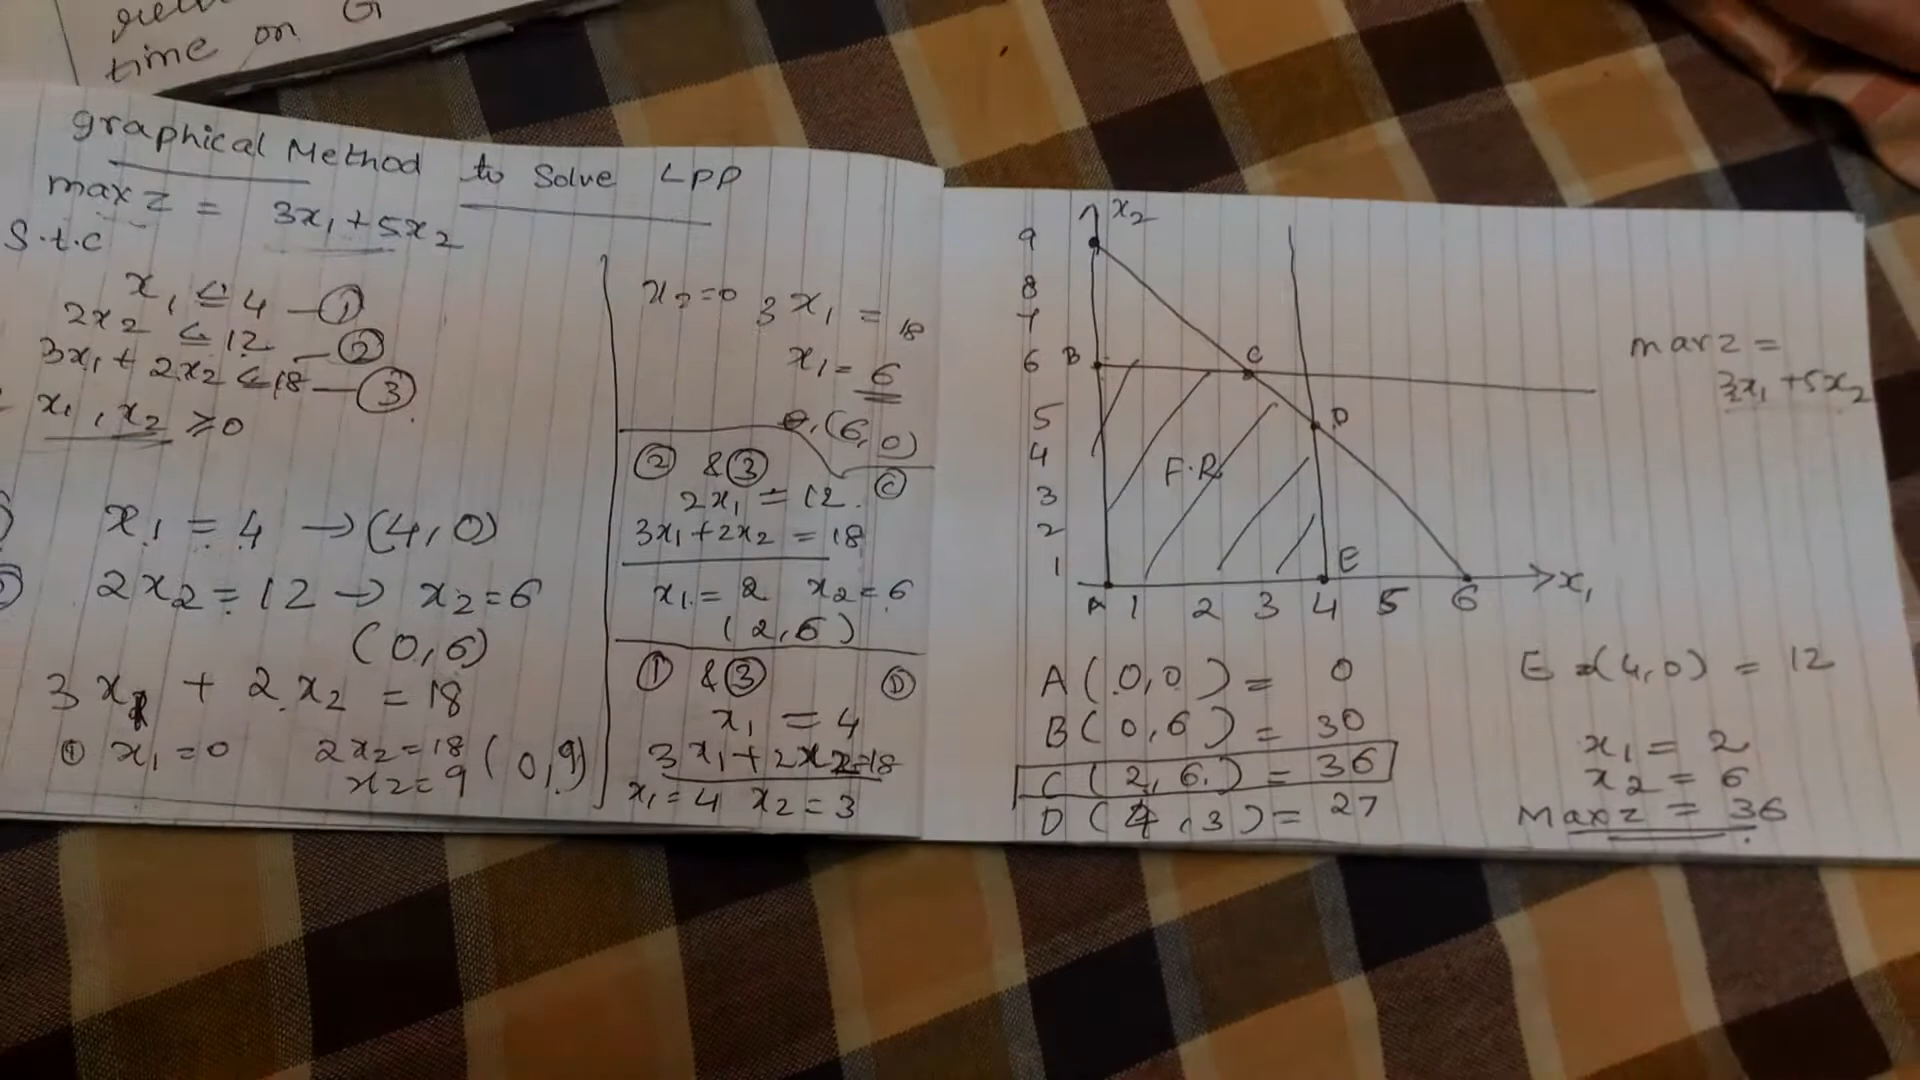 time on G
graphical Method to Solve LPP
max z = 3x₁+5x₂
S.t.c
x₁ ≤ 4 —①
2x₂ ≤ 12 —②
3x₁+ 2x₂ ≤ 18—③
x₁, x₂ ≥0
x₁ = 4 →(4,0)
2x₂ = 12 → x₂=6
(0,6)
3x₁ + 2x₂ = 18
① x₁=0 2x₂=18
x₂=9 (0,9)
x₂=0 3x₁ = 18
x₁= 6
(6,0)
② &③ Ⓒ
2x₁ = 12.
3x₁+2x₂ = 18
x₁= 2 x₂=6
(2,6)
① &③ Ⓓ
x₁ = 4
3x₁+2x₂=18
x₁=4 x₂=3
x₂
9
8
7
6 B C
5 D
4
3
2
1
F.R
E
A 1 2 3 4 5 6 x₁
max z =
3x₁+5x₂
A(0,0) = 0
B(0,6) = 30
C(2,6) = 36
D(4,3) = 27
E =(4,0) = 12
x₁= 2
x₂= 6
Max z = 36